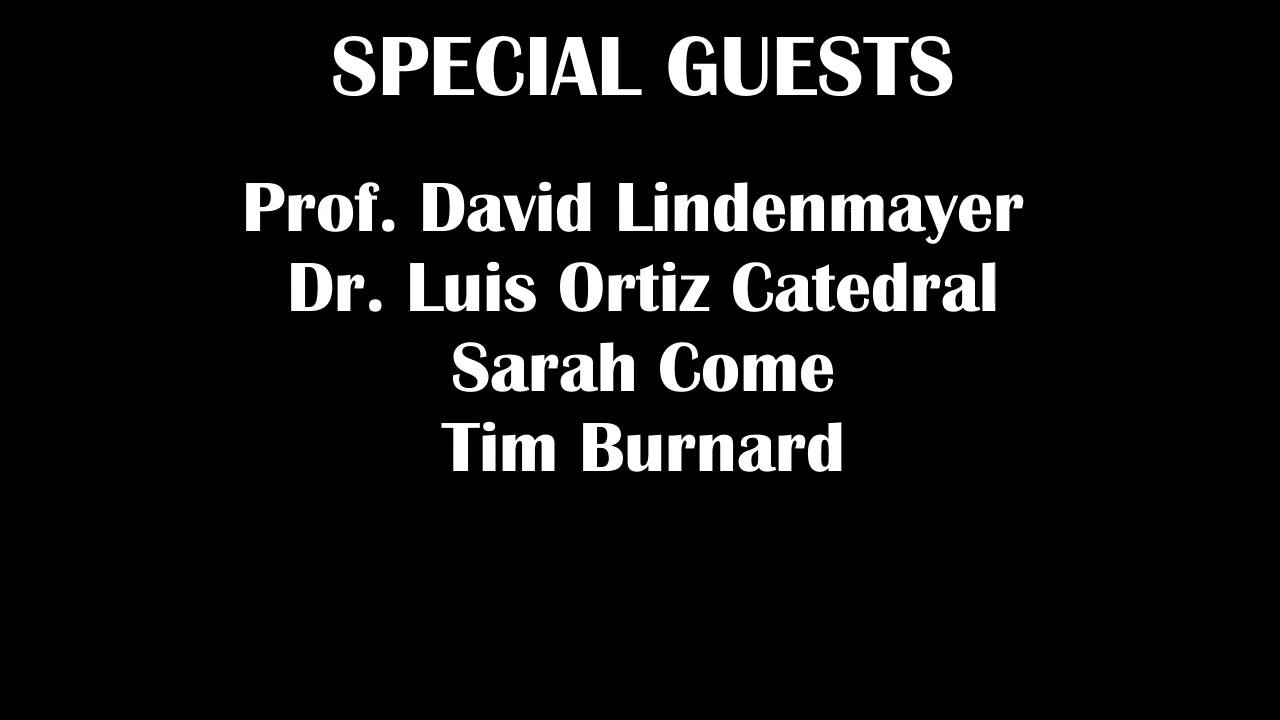 SPECIAL GUESTS
Prof. David Lindenmayer
Dr. Luis Ortiz Catedral
Sarah Come
Tim Burnard